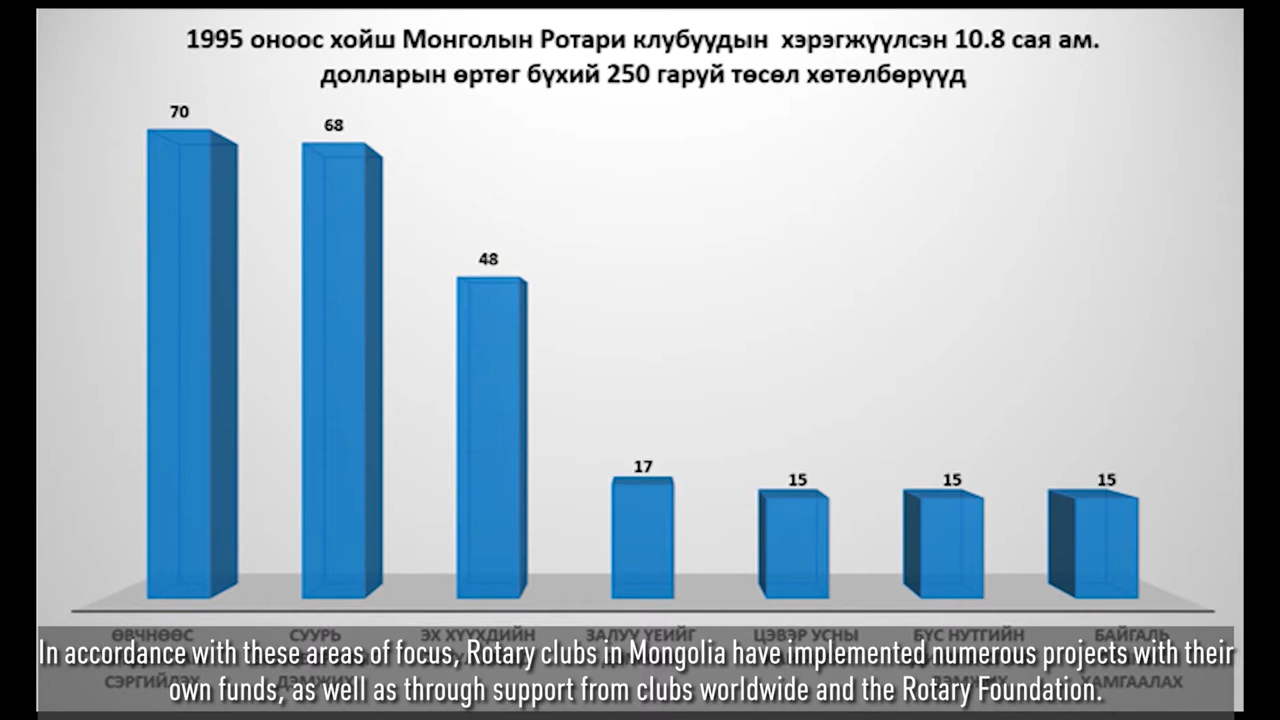 1995 оноос хойш Монголын Ротари клубуудын хэрэгжүүлсэн 10.8 сая ам.
долларын өртөг бүхий 250 гаруй төсөл хөтөлбөрүүд
70
68
48
17
15
15
15
ӨВЧНӨӨС СУУРЬ ЭХ ХҮҮХДИЙН ЗАЛУУ ҮЕИЙГ ЦЭВЭР УСНЫ БҮС НУТГИЙН БАЙГАЛЬ
СЭРГИЙЛЭХ ДЭМЖИХ ДЭМЖИХ ХАМГААЛАХ
In accordance with these areas of focus, Rotary clubs in Mongolia have implemented numerous projects with their
own funds, as well as through support from clubs worldwide and the Rotary Foundation.